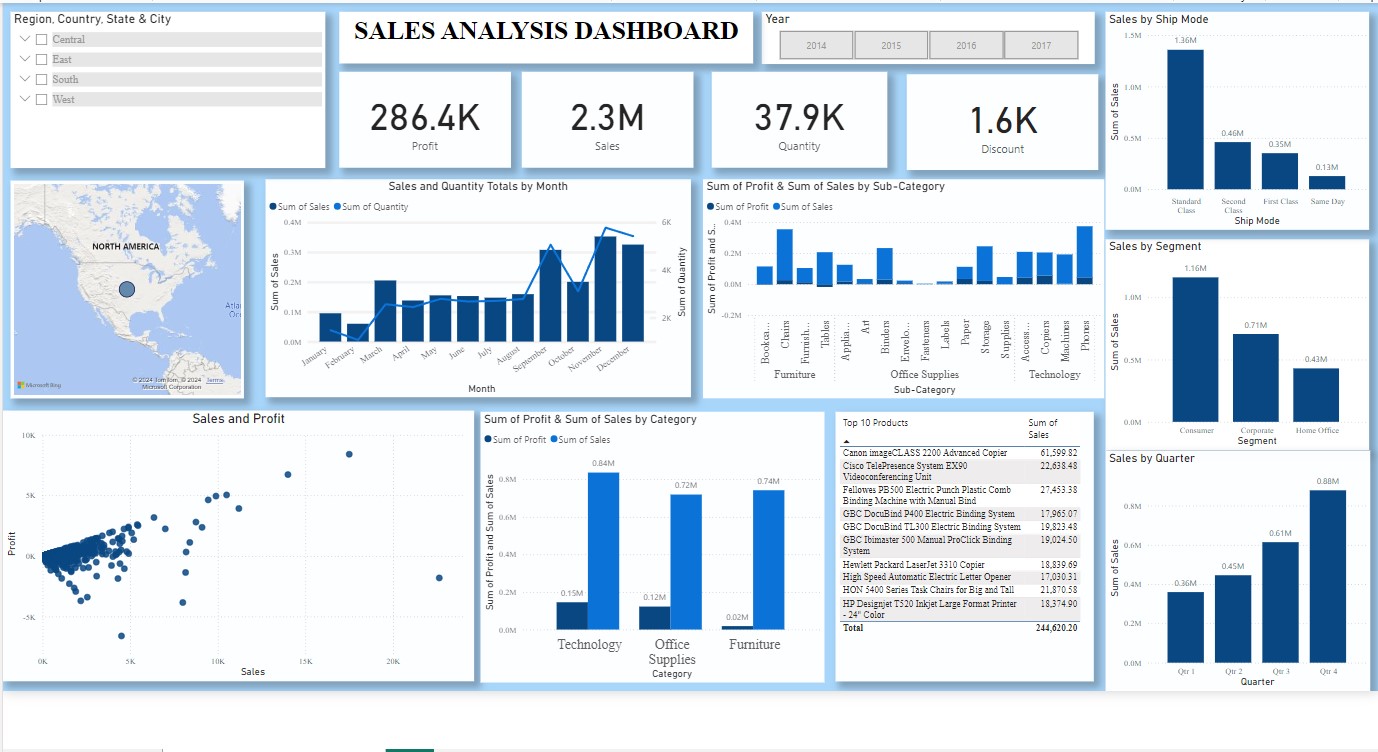 Region, Country, State & City
Central
East
South
West
SALES ANALYSIS DASHBOARD
Year
2014
2015
2016
2017
286.4K
Profit
2.3M
Sales
37.9K
Quantity
1.6K
Discount
Sales by Ship Mode
Sum of Sales
1.5M
1.0M
0.5M
0.0M
1.36M
0.46M
0.35M
0.13M
Standard
Class
Second
Class
First Class
Same Day
Ship Mode
NORTH AMERICA
Atla
Oc
Microsoft Bing
© 2024 TomTom, © 2024
Microsoft Corporation
Terms
Sales and Quantity Totals by Month
Sum of Sales
Sum of Quantity
Sum of Sales
0.4M
0.3M
0.2M
0.1M
0.0M
6K
4K
2K
Sum of Quantity
January
February
March
April
May
June
July
August
September
October
November
December
Month
Sum of Profit & Sum of Sales by Sub-Category
Sum of Profit
Sum of Sales
Sum of Profit and S...
0.4M
0.2M
0.0M
-0.2M
Bookca...
Chairs
Furnish...
Tables
Applia...
Art
Binders
Envelo...
Fasteners
Labels
Paper
Storage
Supplies
Access...
Copiers
Machines
Phones
Furniture
Office Supplies
Technology
Sub-Category
Sales by Segment
Sum of Sales
1.0M
0.5M
0.0M
1.16M
0.71M
0.43M
Consumer
Corporate
Home Office
Segment
Sales and Profit
Profit
10K
5K
0K
-5K
0K
5K
10K
15K
20K
Sales
Sum of Profit & Sum of Sales by Category
Sum of Profit
Sum of Sales
Sum of Profit and Sum of Sales
0.8M
0.6M
0.4M
0.2M
0.0M
0.15M
0.84M
0.12M
0.72M
0.02M
0.74M
Technology
Office
Supplies
Furniture
Category
Top 10 Products
Sum of
Sales
Canon imageCLASS 2200 Advanced Copier 61,599.82
Cisco TelePresence System EX90 22,638.48
Videoconferencing Unit
Fellowes PB500 Electric Punch Plastic Comb 27,453.38
Binding Machine with Manual Bind
GBC DocuBind P400 Electric Binding System 17,965.07
GBC DocuBind TL300 Electric Binding System 19,823.48
GBC Ibimaster 500 Manual ProClick Binding 19,024.50
System
Hewlett Packard LaserJet 3310 Copier 18,839.69
High Speed Automatic Electric Letter Opener 17,030.31
HON 5400 Series Task Chairs for Big and Tall 21,870.58
HP Designjet T520 Inkjet Large Format Printer 18,374.90
- 24" Color
Total 244,620.20
Sales by Quarter
Sum of Sales
0.8M
0.6M
0.4M
0.2M
0.0M
0.36M
0.45M
0.61M
0.88M
Qtr 1
Qtr 2
Qtr 3
Qtr 4
Quarter